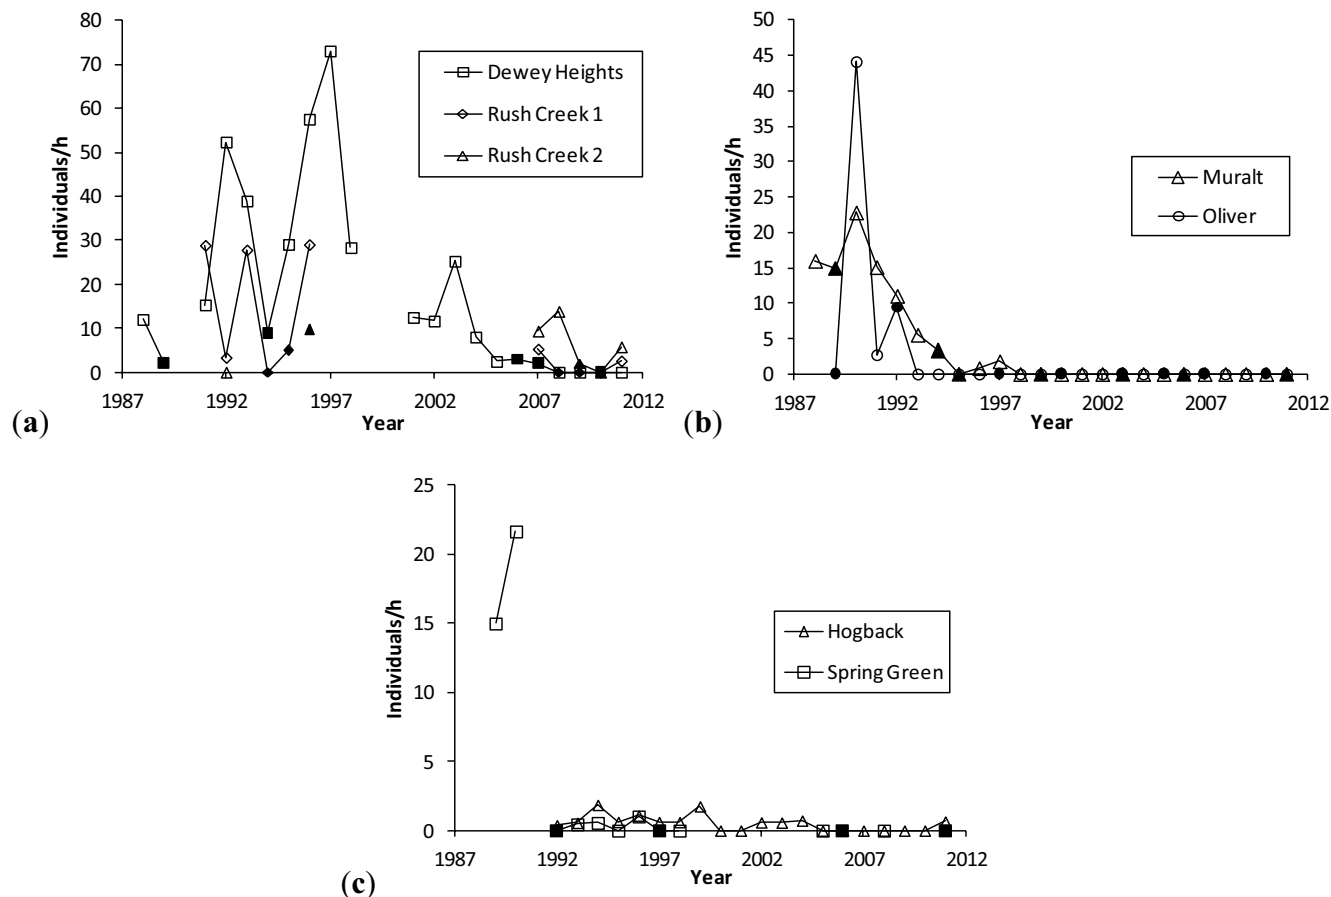 80
70
60
50
40
30
20
10
0
Individuals/h
Dewey Heights
Rush Creek 1
Rush Creek 2
1987 1992 1997 2002 2007 2012
Year
(a)
50
45
40
35
30
25
20
15
10
5
0
Individuals/h
Muralt
Oliver
1987 1992 1997 2002 2007 2012
Year
(b)
25
20
15
10
5
0
Individuals/h
Hogback
Spring Green
1987 1992 1997 2002 2007 2012
Year
(c)